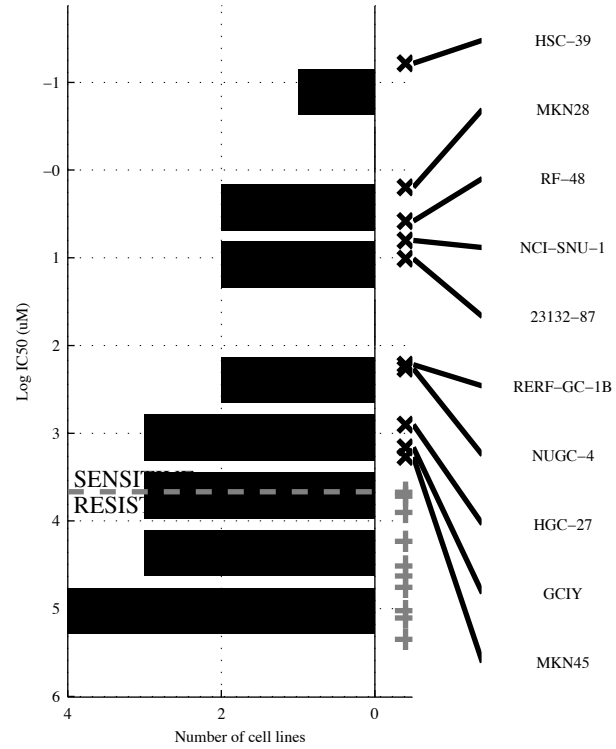 HSC−39
−1
MKN28
−0
RF−48
NCI−SNU−1
1
23132−87
2
Log IC50 (uM)
RERF−GC−1B
3
NUGC−4
SENSITIVE
RESIST
4
HGC−27
GCIY
5
MKN45
6
4
2
0
Number of cell lines